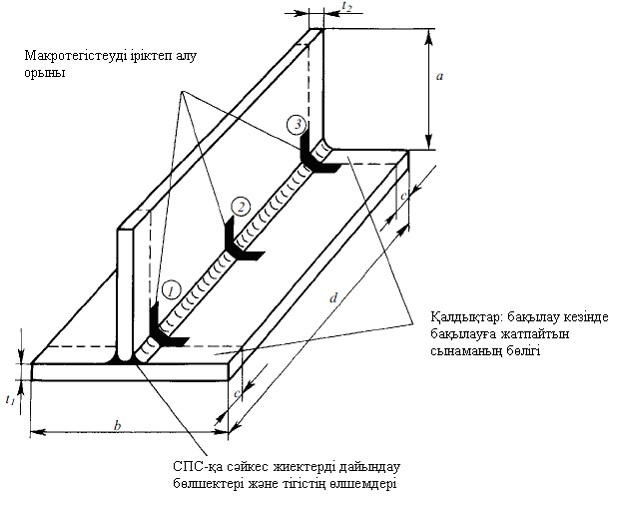 t2
Макротегістеуді іріктеп алу
орыны
a
3
2
c
1
d
Қалдықтар: бақылау кезінде
бақылауға жатпайтын
сынаманың бөлігі
t1
c
b
СПС-қа сәйкес жиектерді дайындау
бөлшектері және тігістің өлшемдері